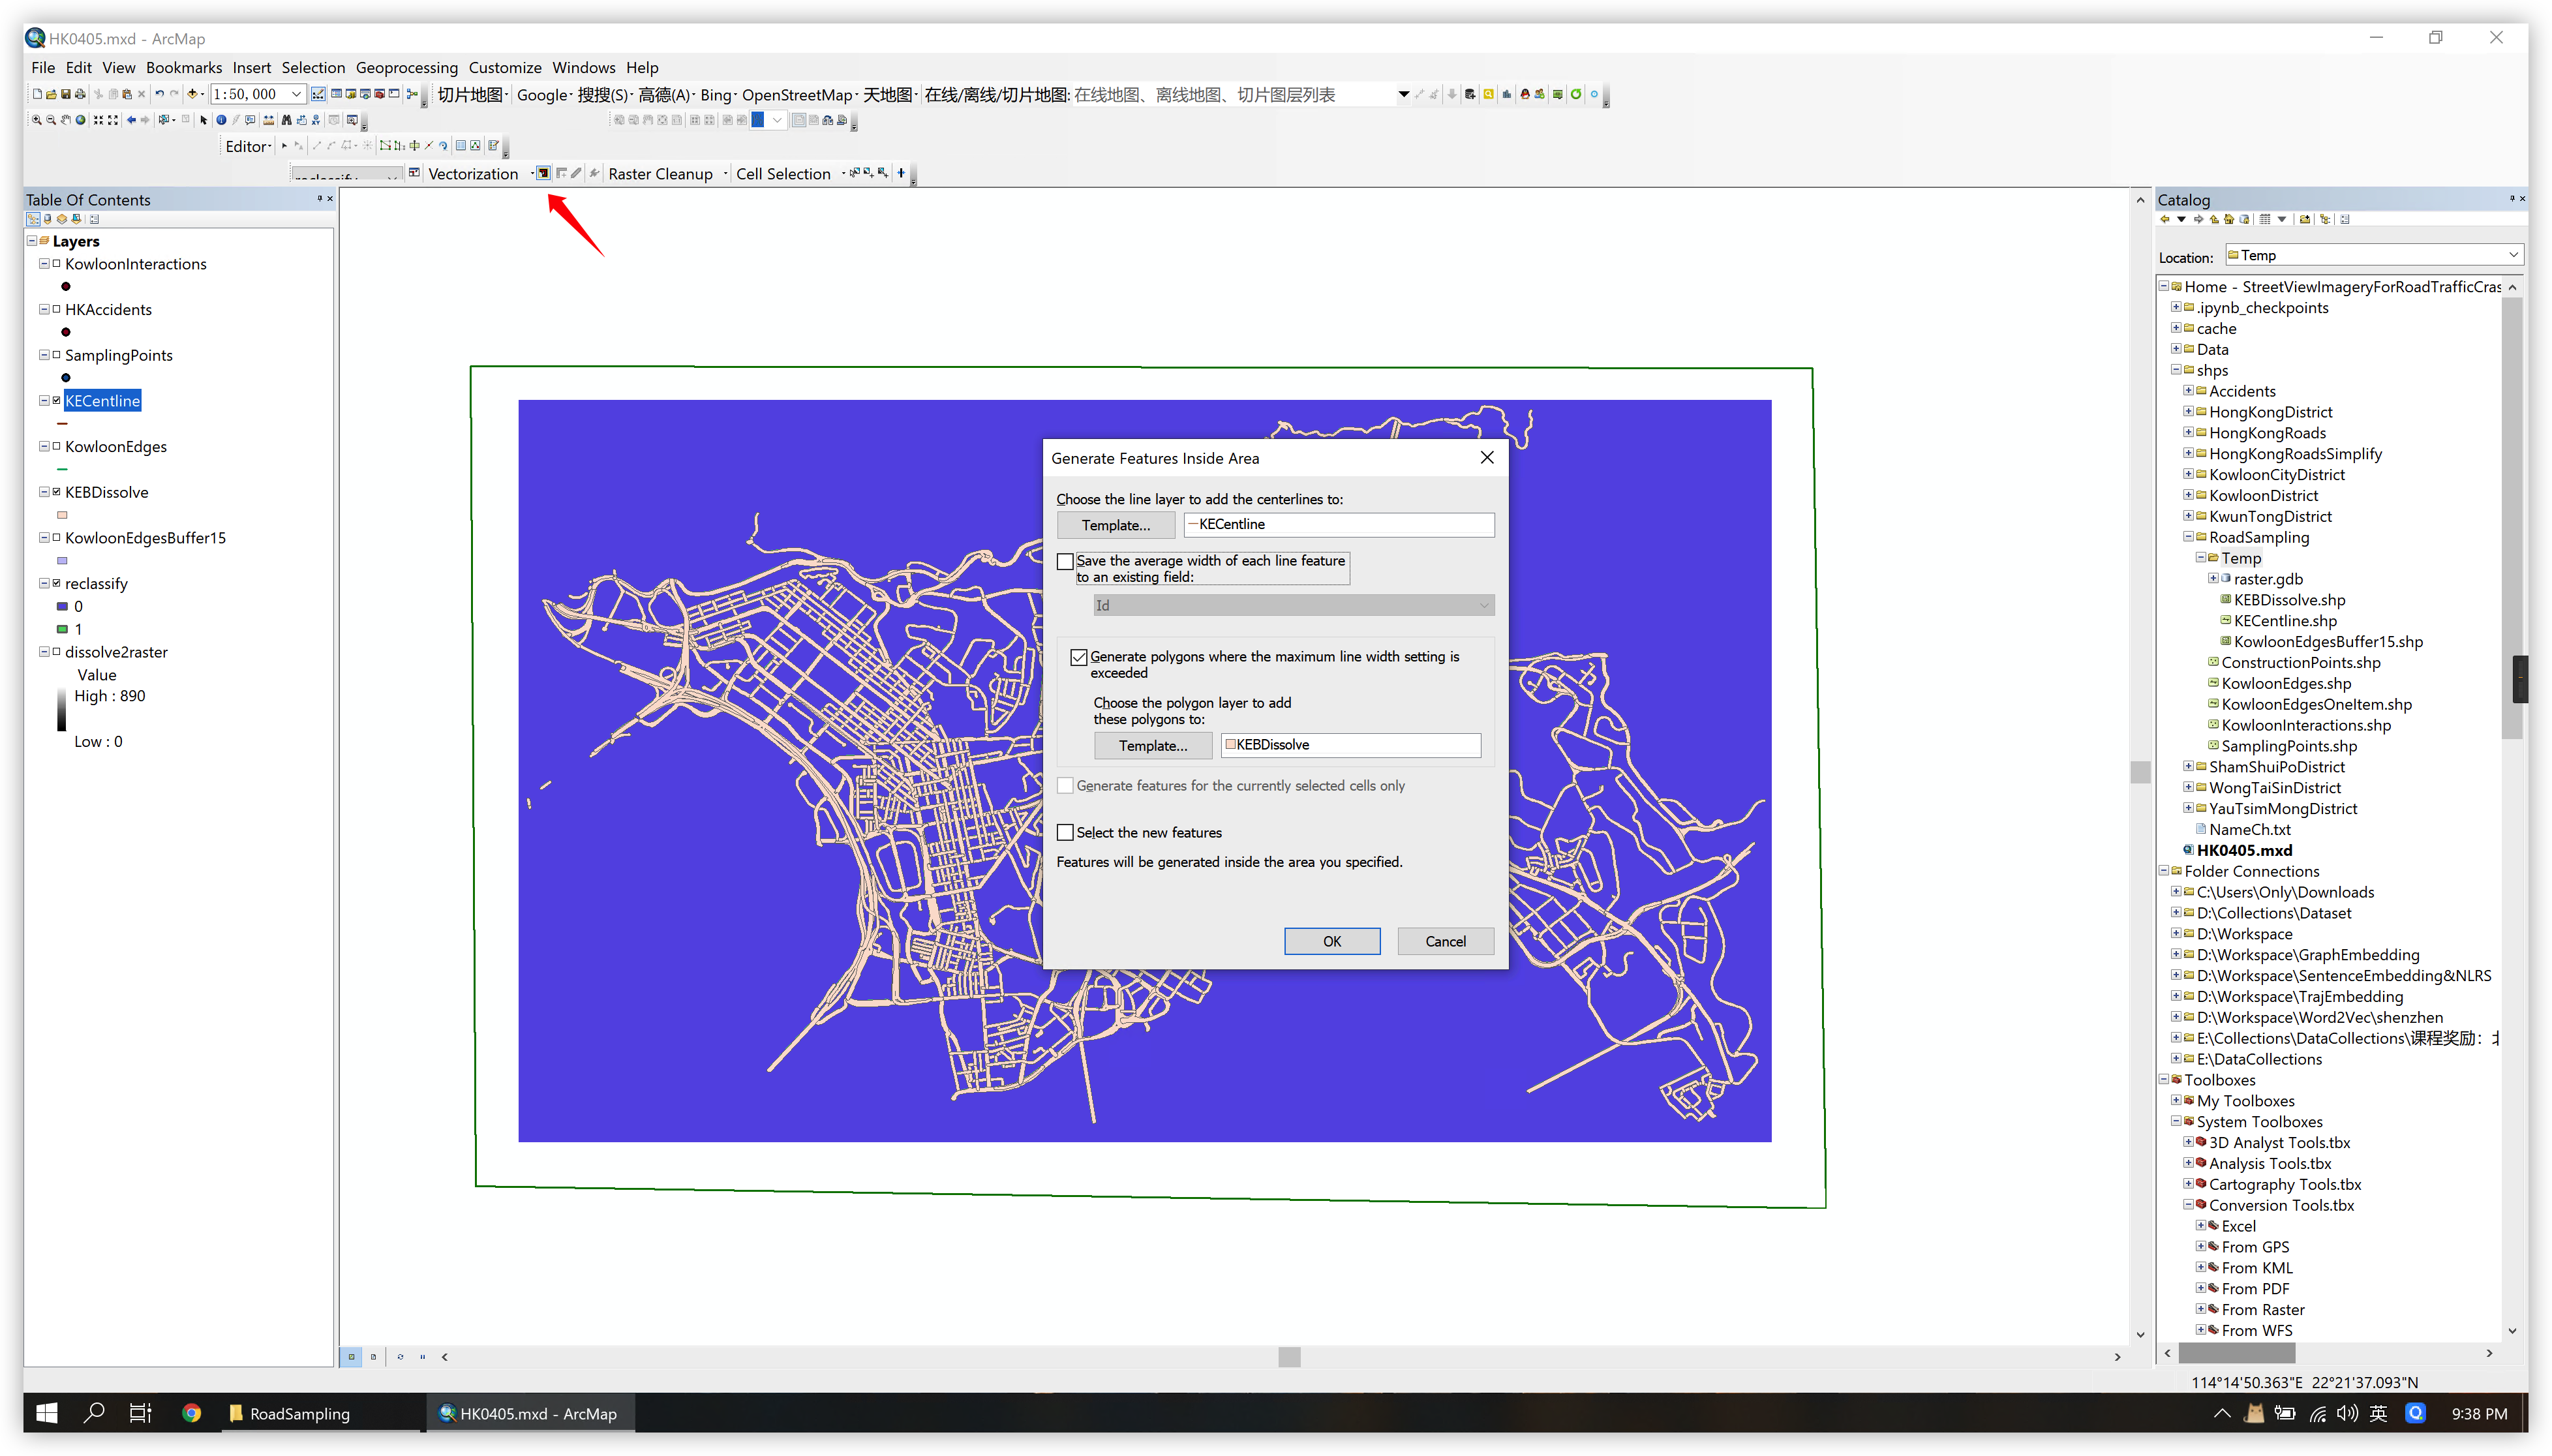 HK0405.mxd - ArcMap
File Edit View Bookmarks Insert Selection Geoprocessing Customize Windows Help
1:50,000 切片地图 Google 搜搜(S) 高德(A) Bing OpenStreetMap 天地图 在线/离线/切片地图: 在线地图、离线地图、切片图层列表
Editor
Vectorization Raster Cleanup Cell Selection
Table Of Contents
Layers
KowloonInteractions
HKAccidents
SamplingPoints
KECentline
KowloonEdges
KEBDissolve
KowloonEdgesBuffer15
reclassify
0
1
dissolve2raster
Value
High : 890
Low : 0
Generate Features Inside Area
Choose the line layer to add the centerlines to:
Template... KECentline
Save the average width of each line feature
to an existing field:
Id
Generate polygons where the maximum line width setting is
exceeded
Choose the polygon layer to add
these polygons to:
Template... KEBDissolve
Generate features for the currently selected cells only
Select the new features
Features will be generated inside the area you specified.
OK Cancel
Catalog
Location: Temp
Home - StreetViewImageryForRoadTrafficCras
.ipynb_checkpoints
cache
Data
shps
Accidents
HongKongDistrict
HongKongRoads
HongKongRoadsSimplify
KowloonCityDistrict
KowloonDistrict
KwunTongDistrict
RoadSampling
Temp
raster.gdb
KEBDissolve.shp
KECentline.shp
KowloonEdgesBuffer15.shp
ConstructionPoints.shp
KowloonEdges.shp
KowloonEdgesOneItem.shp
KowloonInteractions.shp
SamplingPoints.shp
ShamShuiPoDistrict
WongTaiSinDistrict
YauTsimMongDistrict
NameCh.txt
HK0405.mxd
Folder Connections
C:\Users\Only\Downloads
D:\Collections\Dataset
D:\Workspace
D:\Workspace\GraphEmbedding
D:\Workspace\SentenceEmbedding&NLRS
D:\Workspace\TrajEmbedding
D:\Workspace\Word2Vec\shenzhen
E:\Collections\DataCollections\课程奖励：
E:\DataCollections
Toolboxes
My Toolboxes
System Toolboxes
3D Analyst Tools.tbx
Analysis Tools.tbx
Cartography Tools.tbx
Conversion Tools.tbx
Excel
From GPS
From KML
From PDF
From Raster
From WFS
114°14'50.363"E 22°21'37.093"N
RoadSampling
HK0405.mxd - ArcMap
英
9:38 PM